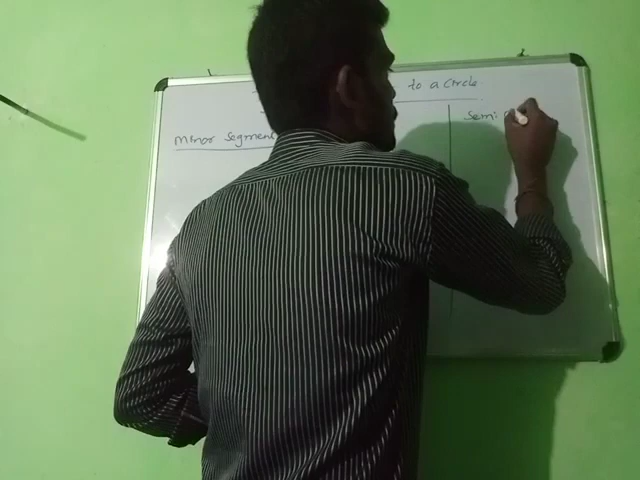 to a circle
Minor Segment
Semi